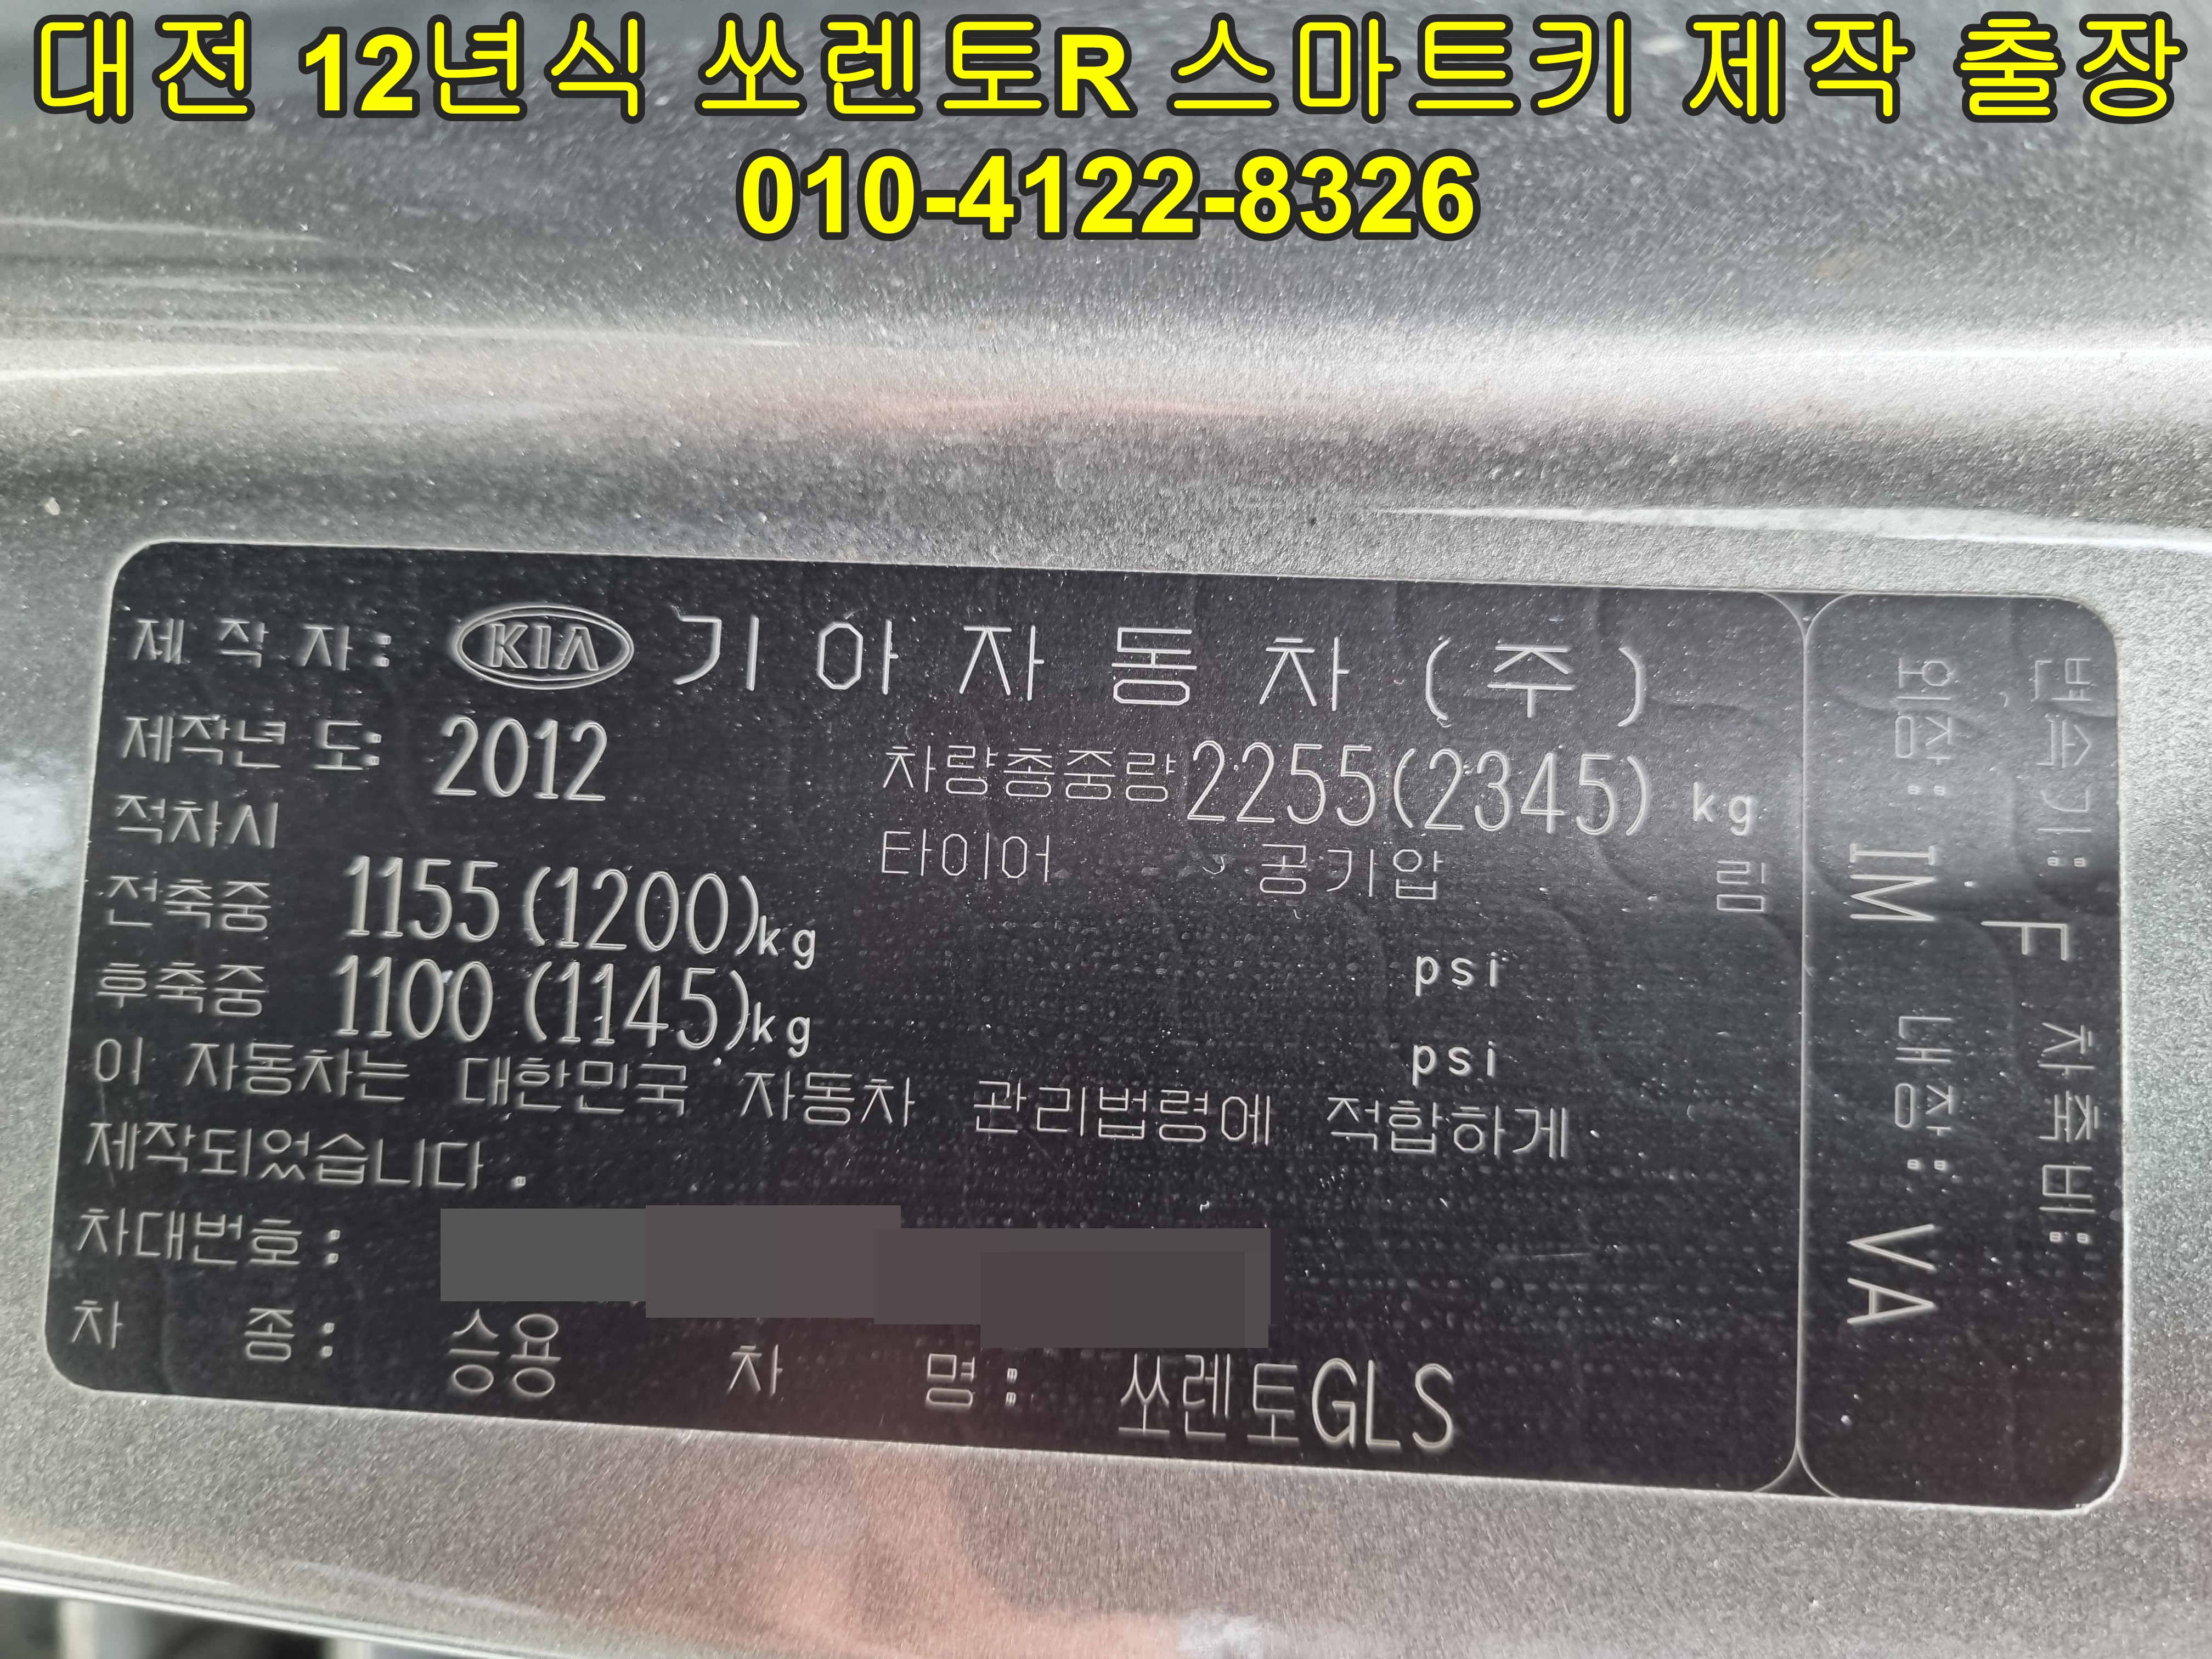 대전 12년식 쏘렌토R 스마트키 제작 출장
010-4122-8326
제 작 자: KIA 기아자동차(주)
제작년 도: 2012 차량총중량 2255(2345) kg
적차시 타이어 공기압 림
전축중 1155(1200)kg psi
후축중 1100(1145)kg psi
이 자동차는 대한민국 자동차 관리법령에 적합하게
제작되었습니다.
차대번호:
차 종: 승용 차 명: 쏘렌토GLS
변속기: F 차축비:
외장: IM 내장: VA